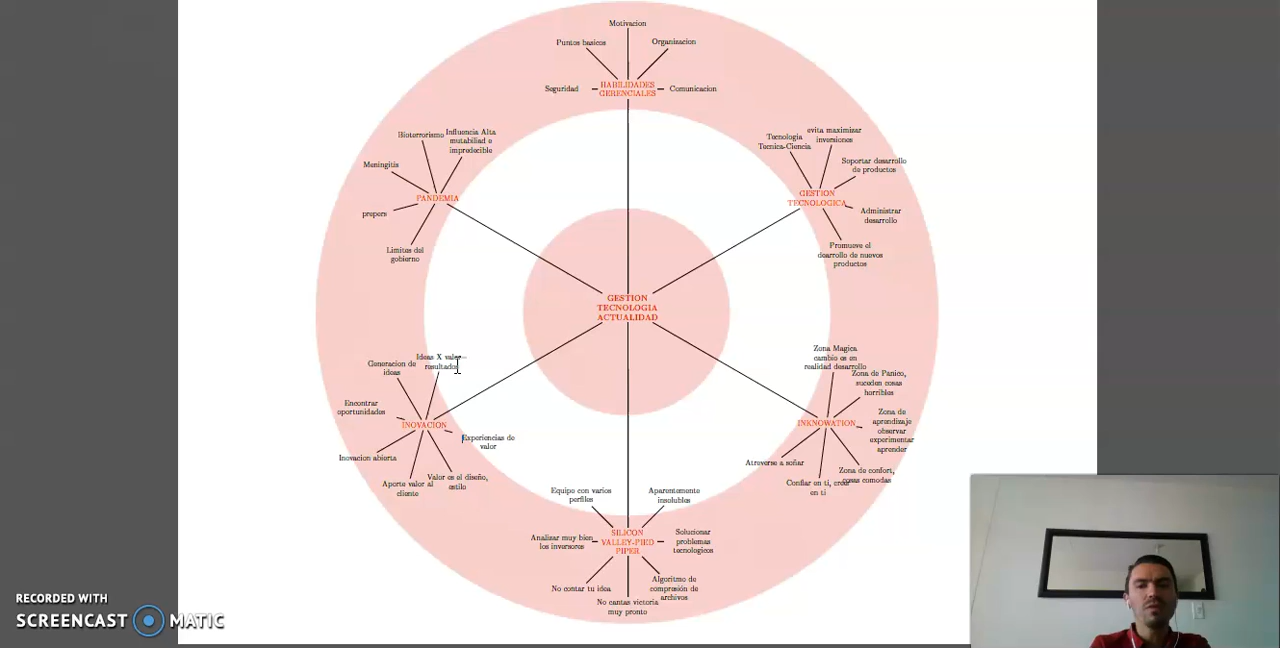 Motivacion
Puntos basicos
Organizacion
Seguridad
HABILIDADES
GERENCIALES
Comunicacion
Bioterrorismo
Influencia Alta
mutabiliad e
impredecible
Meningitis
PANDEMIA
prepers
Limites del
gobierno
Tecnologia
Tecnica-Ciencia
evita maximizar
inversiones
Soportar desarrollo
de productos
GESTION
TECNOLOGICA
Administrar
desarrollo
Promueve el
desarrollo de nuevos
productos
GESTION
TECNOLOGIA
ACTUALIDAD
Ideas X valor=
resultados
Generacion de
ideas
Encontrar
oportunidades
INOVACION
Experiencias de
valor
Inovacion abierta
Aporte valor al
cliente
Valor es el diseño,
estilo
Zona Magica
cambio es en
realidad desarrollo
Zona de Panico,
suceden cosas
horribles
INKNOWATION
Zona de
aprendizaje
observar
experimentar
aprender
Atreverse a soñar
Confiar en ti, creer
en ti
Zona de confort,
cosas comodas
Equipo con varios
perfiles
Aparentemente
insolubles
Analizar muy bien
los inversores
SILICON
VALLEY-PIED
PIPER
Solucionar
problemas
tecnologicos
No contar tu idea
Algoritmo de
compresión de
archivos
No cantas victoria
muy pronto
RECORDED WITH
SCREENCAST MATIC